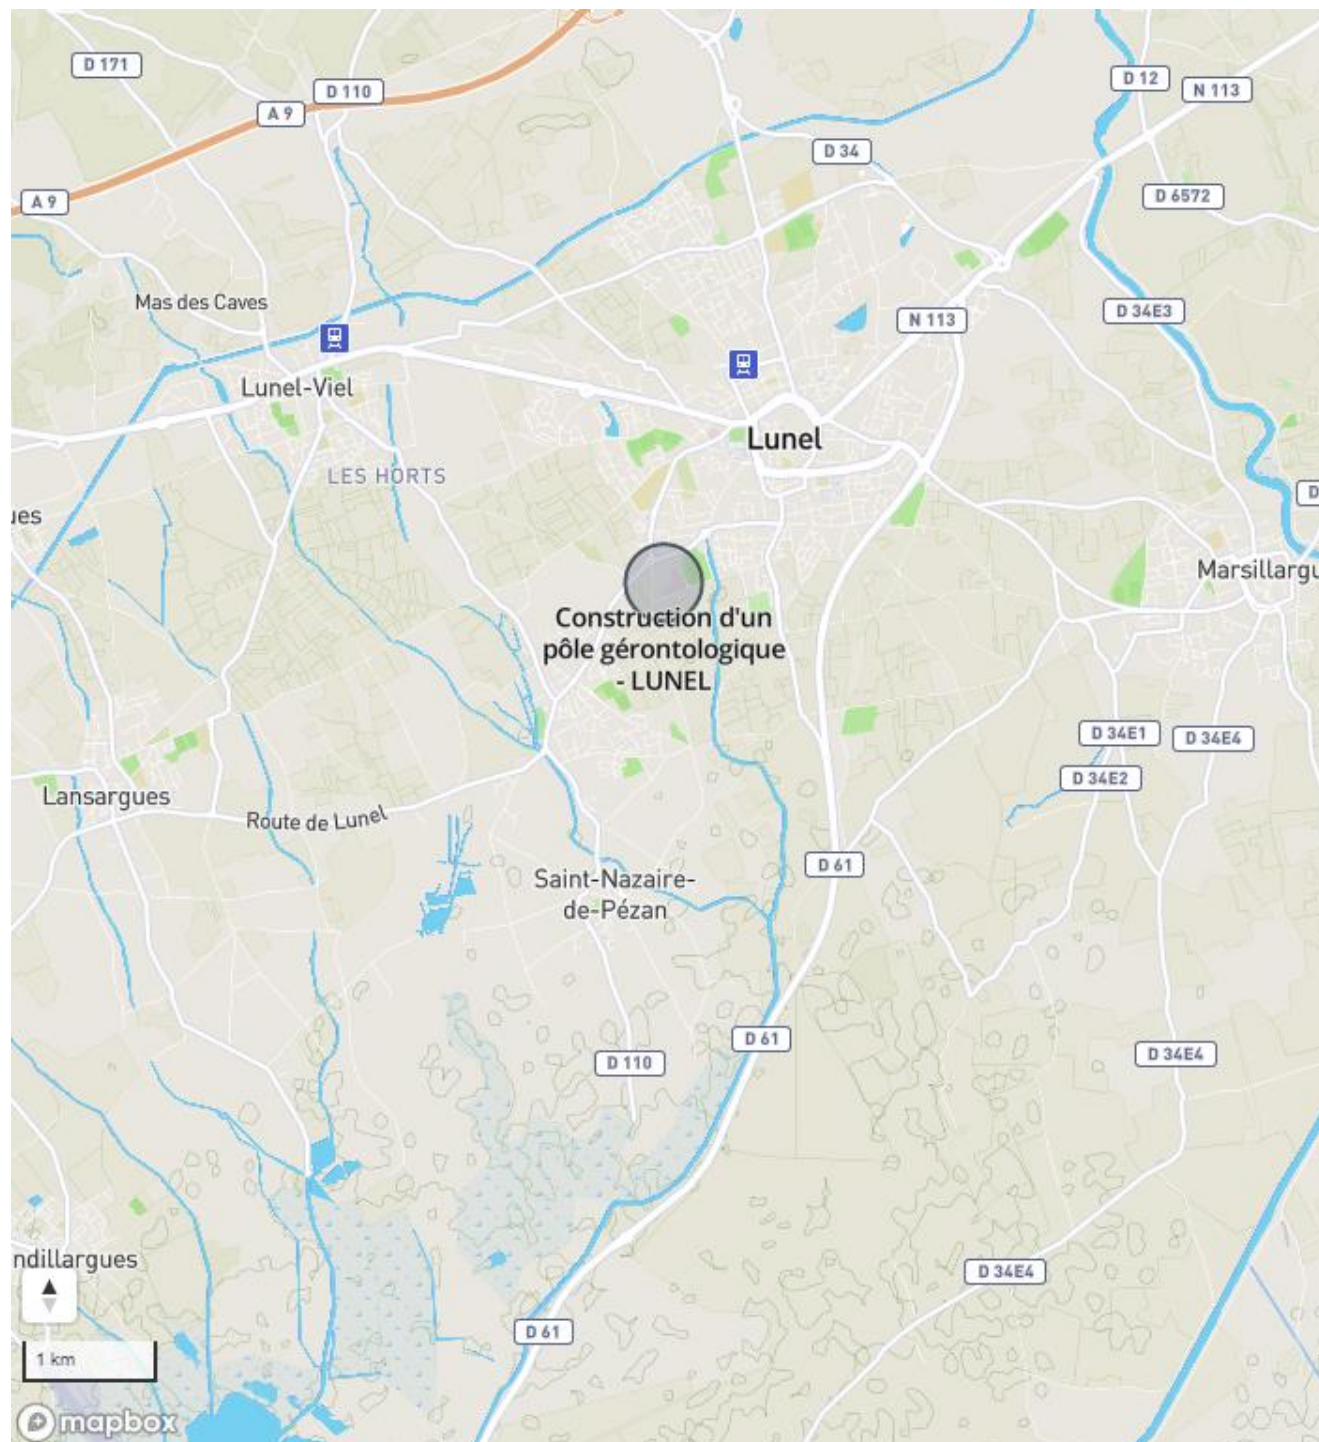 D 171
D 110
A 9
D 12
N 113
D 34
A 9
D 6572
Mas des Caves
D 34E3
N 113
Lunel-Viel
Lunel
LES HORTS
D
ues
Marsillargu
Construction d'un
pôle gérontologique
- LUNEL
D 34E1
D 34E4
D 34E2
Lansargues
Route de Lunel
D 61
Saint-Nazaire-
de-Pézan
D 61
D 110
D 34E4
ndillargues
D 34E4
D 61
1 km
mapbox